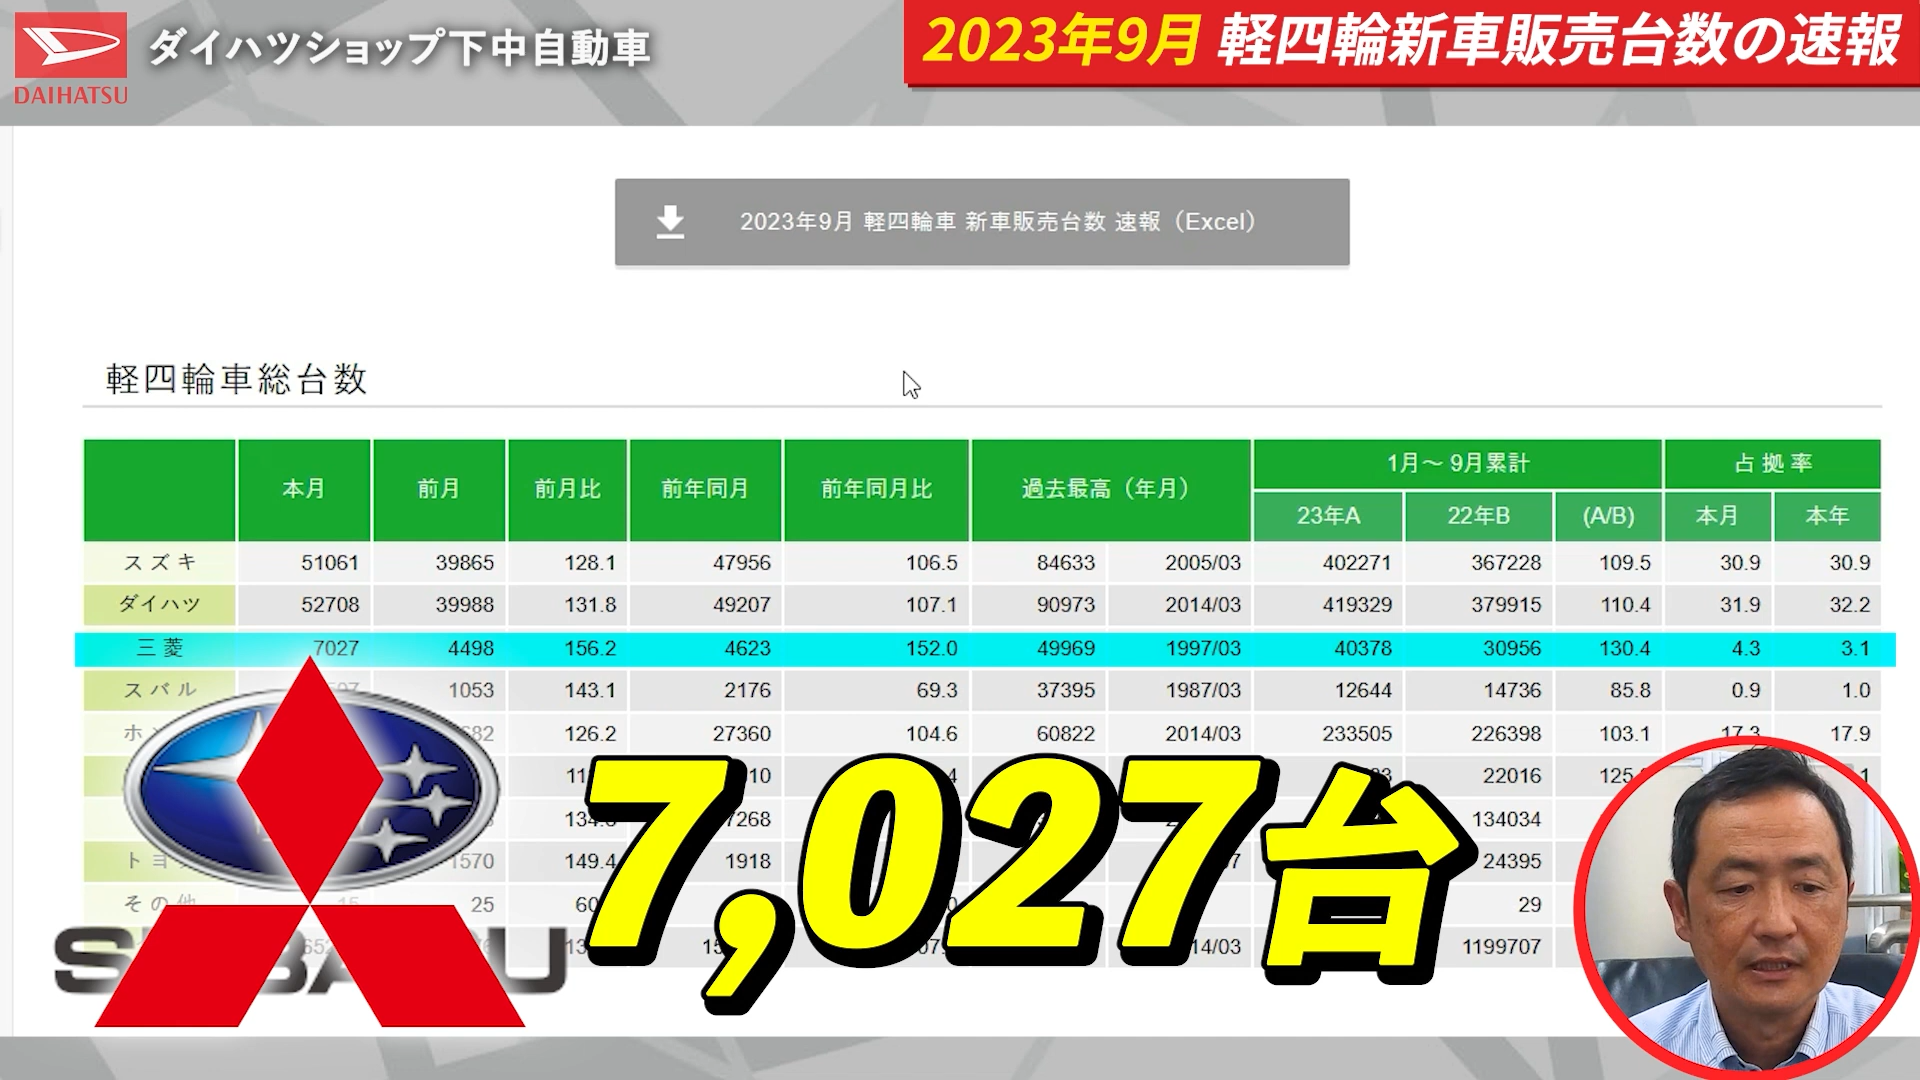 DAIHATSU
ダイハツショップ下中自動車
2023年9月 軽四輪新車販売台数の速報
2023年9月 軽四輪車 新車販売台数 速報（Excel）
軽四輪車総台数
本月 前月 前月比 前年同月 前年同月比 過去最高（年月） 1月～ 9月累計 占拠率
23年A 22年B (A/B) 本月 本年
スズキ 51061 39865 128.1 47956 106.5 84633 2005/03 402271 367228 109.5 30.9 30.9
ダイハツ 52708 39988 131.8 49207 107.1 90973 2014/03 419329 379915 110.4 31.9 32.2
三菱 7027 4498 156.2 4623 152.0 49969 1997/03 40378 30956 130.4 4.3 3.1
スバル 1053 143.1 2176 69.3 37395 1987/03 12644 14736 85.8 0.9 1.0
126.2 27360 104.6 60822 2014/03 233505 226398 103.1 17.3 17.9
22016
134034
149.4 1918 24395
その他 15 25 29
1199707
7,027台